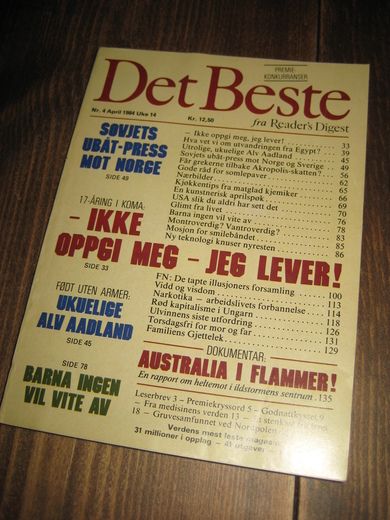 PREMIE-
KONKURRANSER
Det Beste
fra Reader's Digest
Nr. 4 April 1984 Uke 14
Kr. 12,50
SOVJETS
UBÅT-PRESS
MOT NORGE
SIDE 49
17-ÅRING I KOMA:
- IKKE
OPPGI MEG - JEG LEVER!
SIDE 33
FØDT UTEN ARMER:
UKUELIGE
ALV AADLAND
SIDE 45
SIDE 78
BARNA INGEN
VIL VITE AV
– Ikke oppgi meg, jeg lever! 33
Hva vet vi om utvandringen fra Egypt? 39
Utrolige, ukuelige Alv Aadland 45
Sovjets ubåt-press mot Norge og Sverige 49
Får grekerne tilbake Akropolis-skatten? 56
Gode råd for somlepaver 62
Nærbilder 62
Kjøkkentips fra matglad kjemiker 65
En kunstnerisk aprilspøk 66
USA slik du aldri har sett det 69
Glimt fra livet 70
Barna ingen vil vite av 76
Montroverdig? Vantroverdig? 78
Mosjon for smilebåndet 83
Ny teknologi knuser nyresten 85
86
FN: De tapte illusjoners forsamling 100
Vidd og visdom 113
Narkotika – arbeidslivets forbannelse 114
Rød kapitalisme i Ungarn 118
Ulvinnens siste utfordring 126
Torsdagsfri for mor og far 131
Familiens Gjettelek 129
DOKUMENTAR:
AUSTRALIA I FLAMMER!
En rapport om heltemot i ildstormens sentrum 135
Leserbrev 3 – Premiekryssord 5 – Godnattkyset 9
– Fra medisinens verden 13
18 – Gruvesamfunnet ved Nordpolen
Verdens mest leste magasin
31 millioner i opplag – 41 utgaver